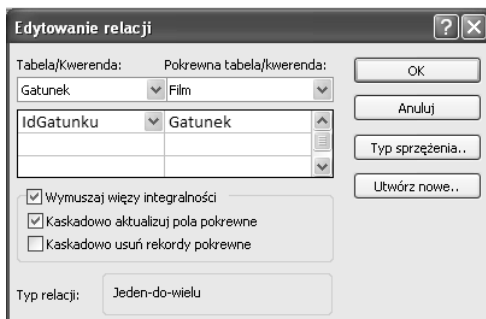 Edytowanie relacji
Tabela/Kwerenda: Pokrewna tabela/kwerenda:
Gatunek Film
IdGatunku Gatunek
Wymuszaj więzy integralności
Kaskadowo aktualizuj pola pokrewne
Kaskadowo usuń rekordy pokrewne
Typ relacji: Jeden-do-wielu
OK
Anuluj
Typ sprzężenia..
Utwórz nowe..